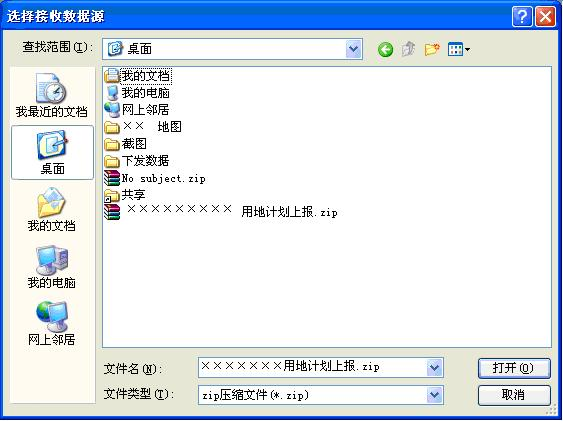 选择接收数据源
查找范围(I): 桌面
我的文档
我的电脑
网上邻居
×× 地图
截图
下发数据
No subject.zip
共享
××××××××× 用地计划上报.zip
我最近的文档
桌面
我的文档
我的电脑
网上邻居
文件名(N): ×××××××用地计划上报.zip 打开(O)
文件类型(T): zip压缩文件(*.zip) 取消